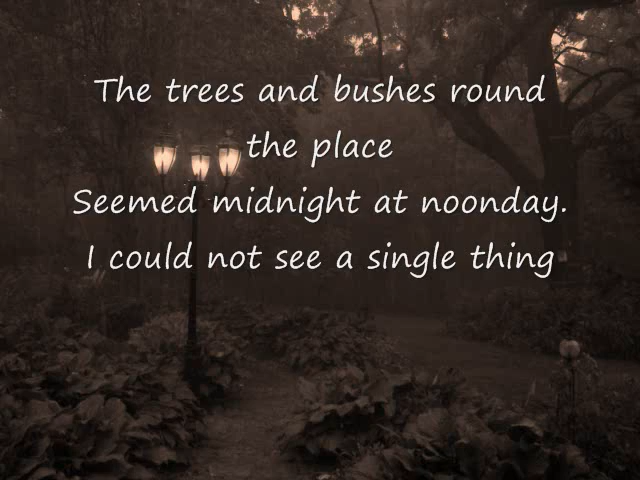 The trees and bushes round
the place
Seemed midnight at noonday.
I could not see a single thing